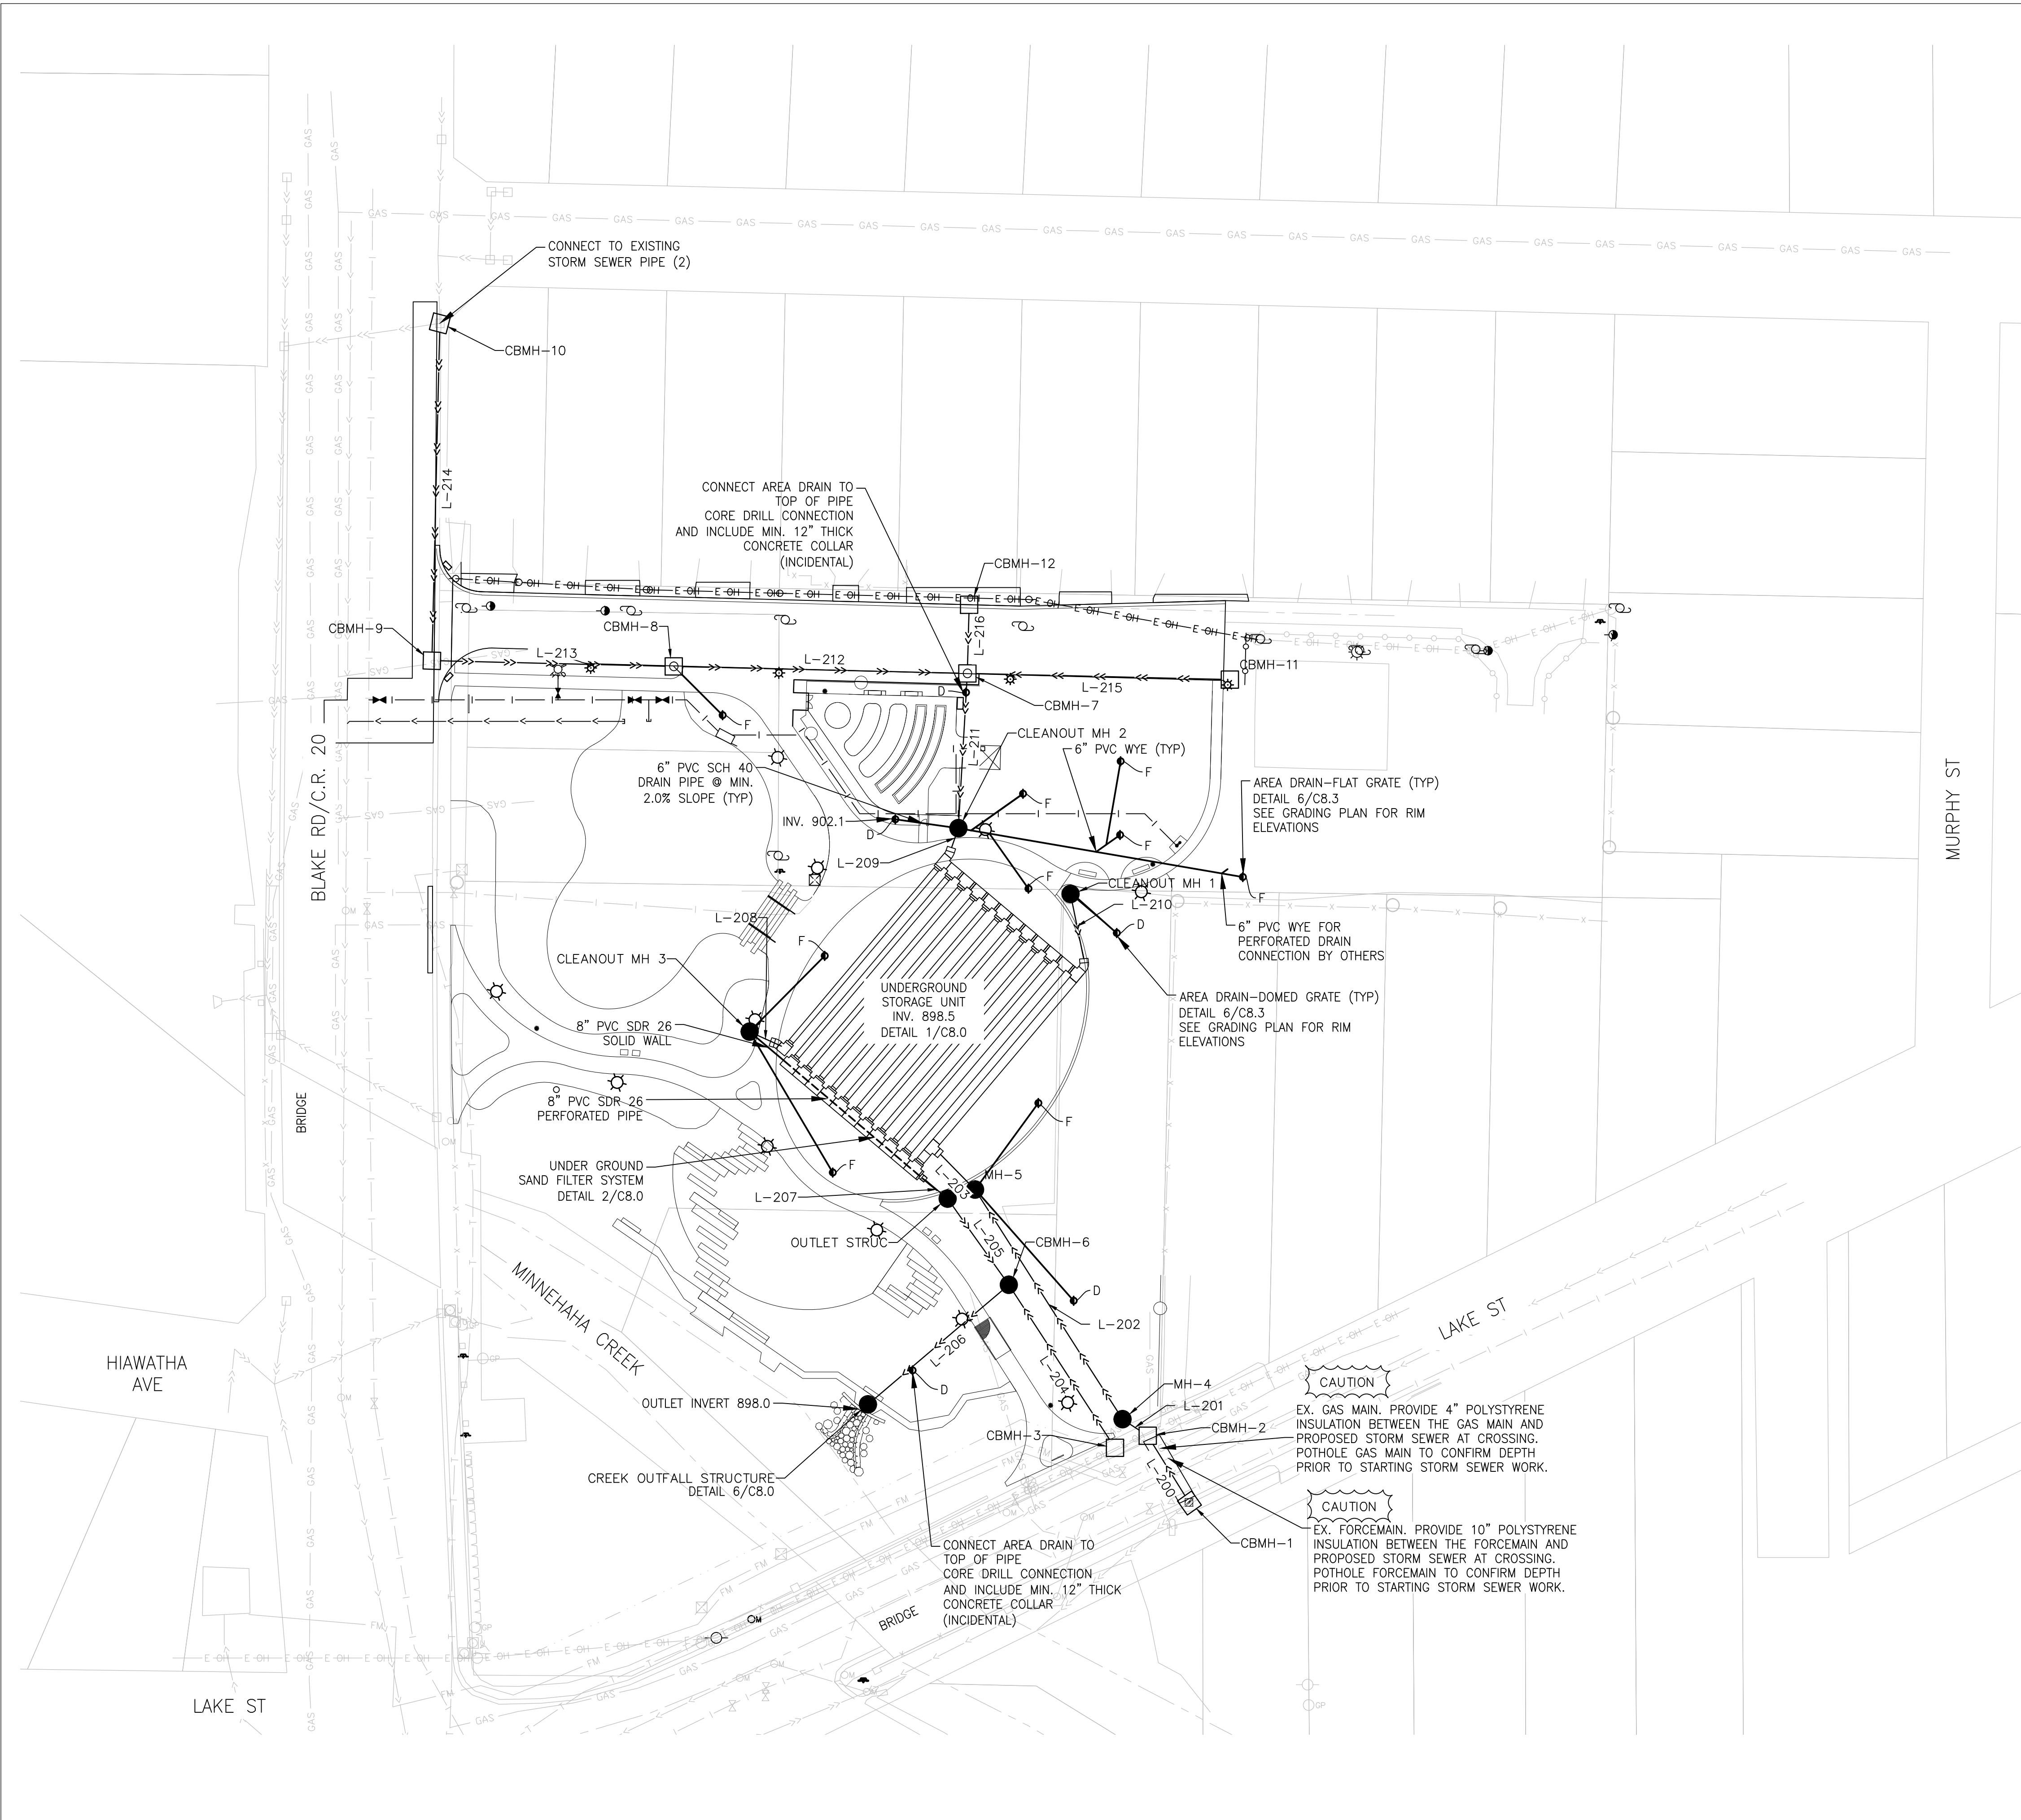 CONNECT TO EXISTING
STORM SEWER PIPE (2)
CBMH-10
L-214
CONNECT AREA DRAIN TO
TOP OF PIPE
CORE DRILL CONNECTION
AND INCLUDE MIN. 12" THICK
CONCRETE COLLAR
(INCIDENTAL)
CBMH-12
L-216
CBMH-9
CBMH-8
L-213
L-212
CBMH-11
L-215
D
CBMH-7
F
L-211
CLEANOUT MH 2
6" PVC WYE (TYP)
F
6" PVC SCH 40
DRAIN PIPE @ MIN.
2.0% SLOPE (TYP)
AREA DRAIN-FLAT GRATE (TYP)
DETAIL 6/C8.3
SEE GRADING PLAN FOR RIM
ELEVATIONS
F
INV. 902.1
D
F
L-209
F
CLEANOUT MH 1
F
L-210
L-208
D
6" PVC WYE FOR
PERFORATED DRAIN
CONNECTION BY OTHERS
F
CLEANOUT MH 3
UNDERGROUND
STORAGE UNIT
INV. 898.5
DETAIL 1/C8.0
AREA DRAIN-DOMED GRATE (TYP)
DETAIL 6/C8.3
SEE GRADING PLAN FOR RIM
ELEVATIONS
8" PVC SDR 26
SOLID WALL
8" PVC SDR 26
PERFORATED PIPE
F
UNDER GROUND
SAND FILTER SYSTEM
DETAIL 2/C8.0
F
L-203
MH-5
L-207
OUTLET STRUC
L-205
CBMH-6
D
L-202
L-206
L-204
D
OUTLET INVERT 898.0
MH-4
L-201
CBMH-2
CBMH-3
L-200
CBMH-1
CREEK OUTFALL STRUCTURE
DETAIL 6/C8.0
CAUTION
EX. GAS MAIN. PROVIDE 4" POLYSTYRENE
INSULATION BETWEEN THE GAS MAIN AND
PROPOSED STORM SEWER AT CROSSING.
POTHOLE GAS MAIN TO CONFIRM DEPTH
PRIOR TO STARTING STORM SEWER WORK.
CAUTION
EX. FORCEMAIN. PROVIDE 10" POLYSTYRENE
INSULATION BETWEEN THE FORCEMAIN AND
PROPOSED STORM SEWER AT CROSSING.
POTHOLE FORCEMAIN TO CONFIRM DEPTH
PRIOR TO STARTING STORM SEWER WORK.
CONNECT AREA DRAIN TO
TOP OF PIPE
CORE DRILL CONNECTION
AND INCLUDE MIN. 12" THICK
CONCRETE COLLAR
(INCIDENTAL)
BLAKE RD/C.R. 20
MURPHY ST
BRIDGE
MINNEHAHA CREEK
HIAWATHA
AVE
LAKE ST
LAKE ST
BRIDGE